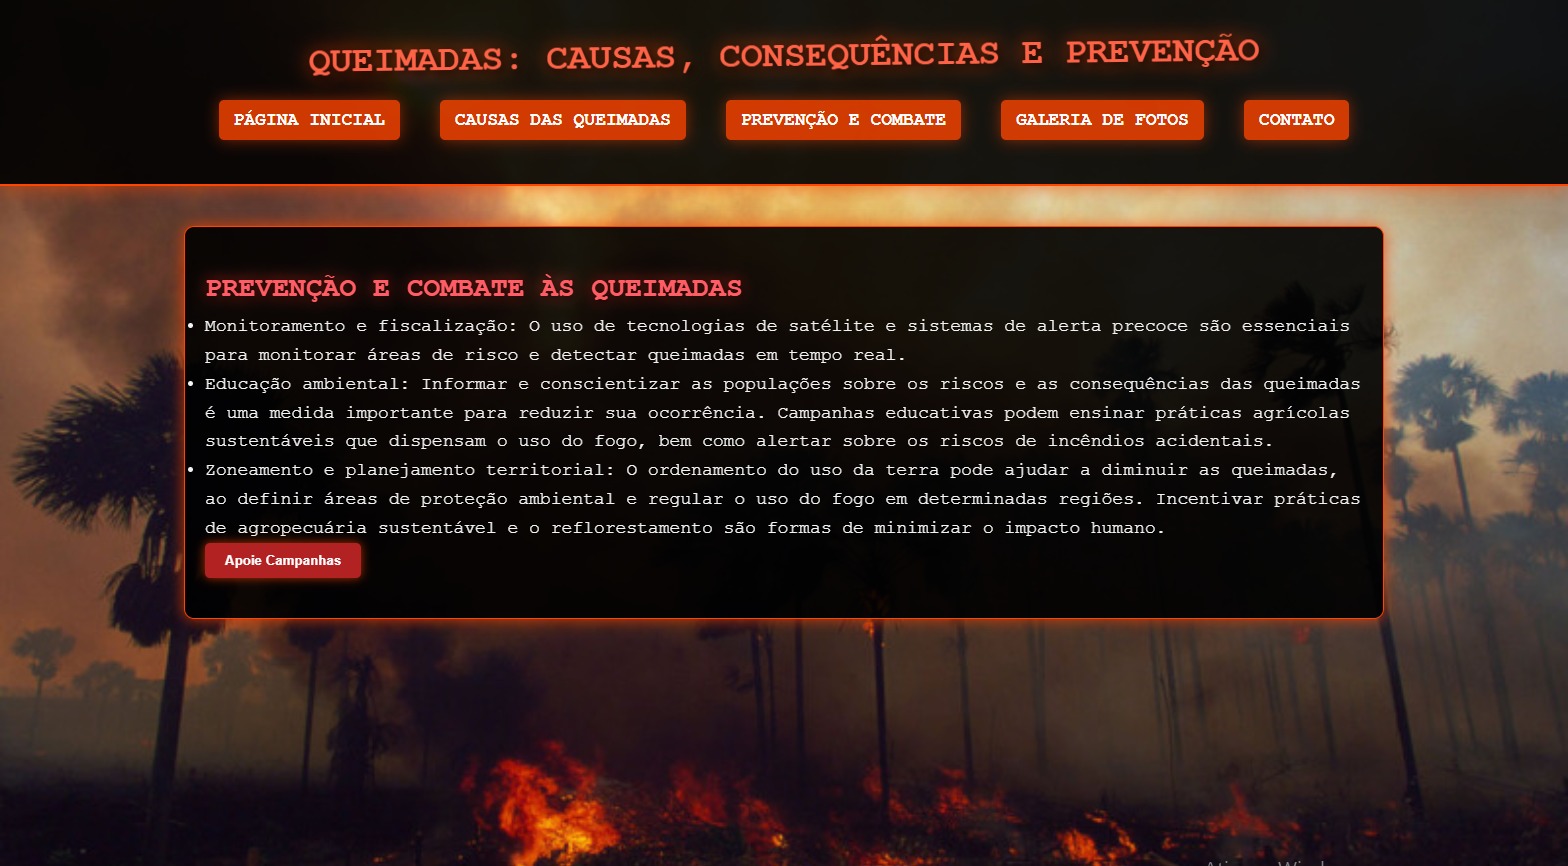 QUEIMADAS: CAUSAS, CONSEQUÊNCIAS E PREVENÇÃO
PÁGINA INICIAL
CAUSAS DAS QUEIMADAS
PREVENÇÃO E COMBATE
GALERIA DE FOTOS
CONTATO
PREVENÇÃO E COMBATE ÀS QUEIMADAS
• Monitoramento e fiscalização: O uso de tecnologias de satélite e sistemas de alerta precoce são essenciais
para monitorar áreas de risco e detectar queimadas em tempo real.
• Educação ambiental: Informar e conscientizar as populações sobre os riscos e as consequências das queimadas
é uma medida importante para reduzir sua ocorrência. Campanhas educativas podem ensinar práticas agrícolas
sustentáveis que dispensam o uso do fogo, bem como alertar sobre os riscos de incêndios acidentais.
• Zoneamento e planejamento territorial: O ordenamento do uso da terra pode ajudar a diminuir as queimadas,
ao definir áreas de proteção ambiental e regular o uso do fogo em determinadas regiões. Incentivar práticas
de agropecuária sustentável e o reflorestamento são formas de minimizar o impacto humano.
Apoie Campanhas